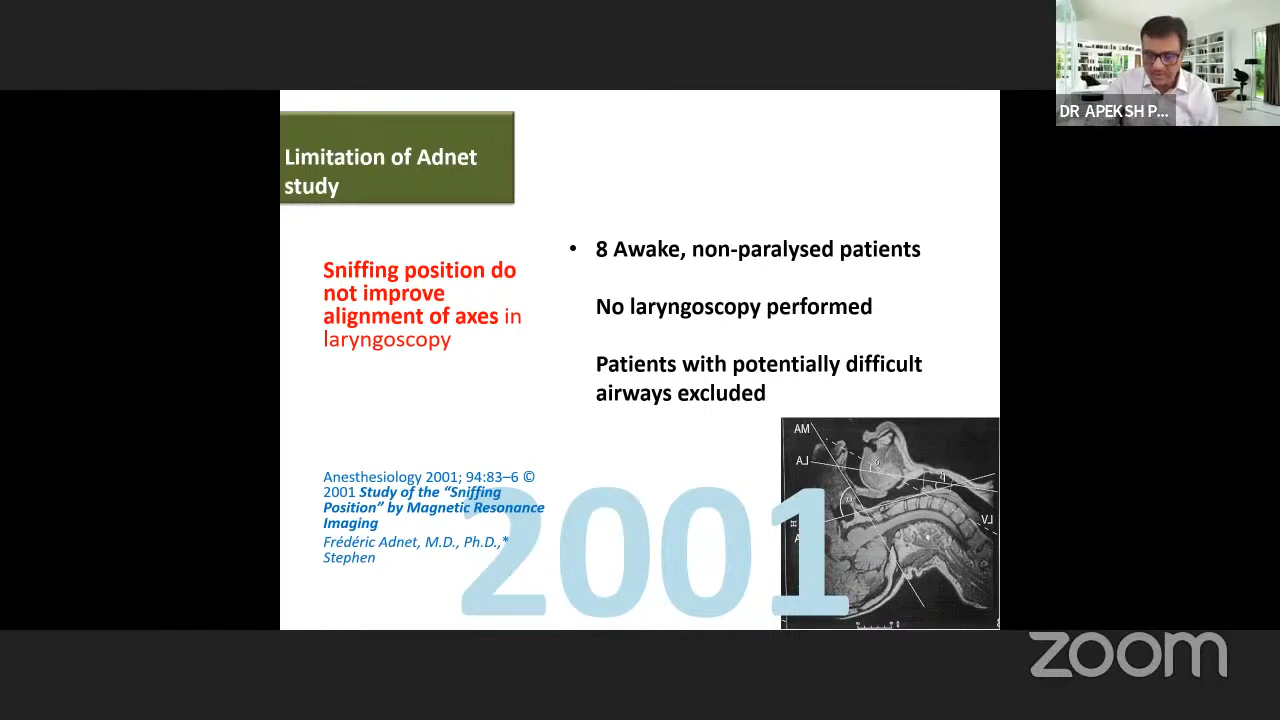 DR APEKSH P...
Limitation of Adnet
study
Sniffing position do
not improve
alignment of axes in
laryngoscopy
• 8 Awake, non-paralysed patients
No laryngoscopy performed
Patients with potentially difficult
airways excluded
Anesthesiology 2001; 94:83–6 ©
2001 Study of the “Sniffing
Position” by Magnetic Resonance
Imaging
Frédéric Adnet, M.D., Ph.D.,*
Stephen
2001
AM
zoom